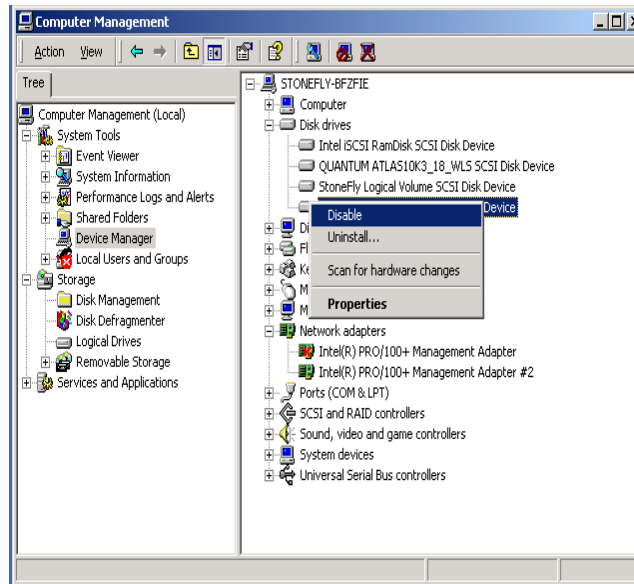 Computer Management
Action View
Tree
Computer Management (Local)
System Tools
Event Viewer
System Information
Performance Logs and Alerts
Shared Folders
Device Manager
Local Users and Groups
Storage
Disk Management
Disk Defragmenter
Logical Drives
Removable Storage
Services and Applications
STONEFLY-BFZFIE
Computer
Disk drives
Intel iSCSI RamDisk SCSI Disk Device
QUANTUM ATLAS10K3_18_WLS SCSI Disk Device
StoneFly Logical Volume SCSI Disk Device
Device
Di
Fl
Ke
M
M
Disable
Uninstall...
Scan for hardware changes
Properties
Network adapters
Intel(R) PRO/100+ Management Adapter
Intel(R) PRO/100+ Management Adapter #2
Ports (COM & LPT)
SCSI and RAID controllers
Sound, video and game controllers
System devices
Universal Serial Bus controllers